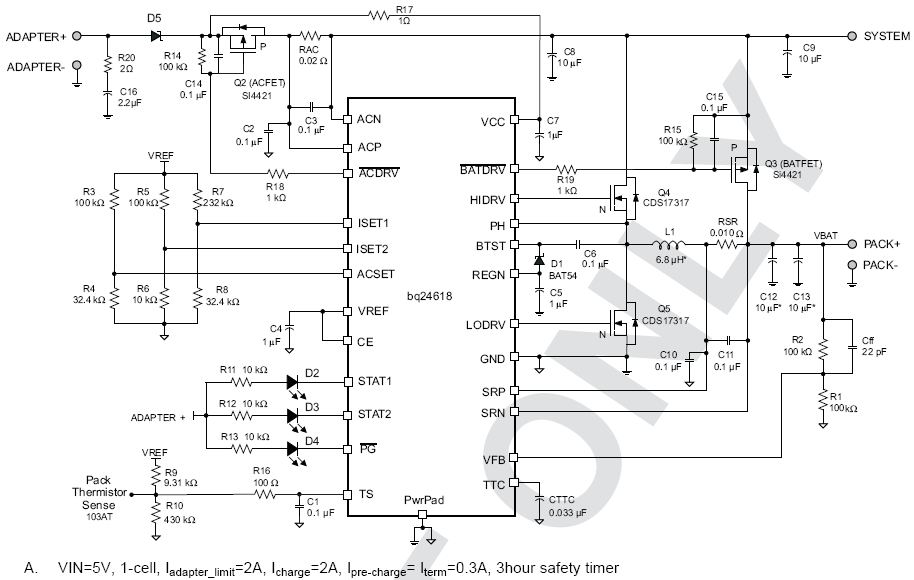 ADAPTER+
D5
R17
1Ω
SYSTEM
ADAPTER-
R20
2Ω
C16
2.2µF
R14
100 kΩ
C14
0.1 µF
P
Q2 (ACFET)
SI4421
RAC
0.02 Ω
C8
10 µF
C9
10 µF
C2
0.1 µF
C3
0.1 µF
ACN
ACP
ACDRV
R18
1 kΩ
VCC
C7
1µF
C15
0.1 µF
R15
100 kΩ
P
Q3 (BATFET)
SI4421
BATDRV
R19
1 kΩ
HIDRV
Q4
CDS17317
N
PH
VREF
R3
100 kΩ
R5
100 kΩ
R7
232 kΩ
ISET1
ISET2
ACSET
R4
32.4 kΩ
R6
10 kΩ
R8
32.4 kΩ
bq24618
BTST
C6
0.1 µF
L1
6.8 µH*
RSR
0.010 Ω
VBAT
PACK+
PACK-
REGN
D1
BAT54
C5
1 µF
C12
10 µF*
C13
10 µF*
VREF
CE
C4
1 µF
LODRV
Q5
CDS17317
N
GND
C10
0.1 µF
C11
0.1 µF
R2
100 kΩ
Cff
22 pF
R1
100kΩ
SRP
SRN
R11 10 kΩ
D2
STAT1
R12 10 kΩ
D3
STAT2
R13 10 kΩ
D4
PG
ADAPTER +
VFB
TTC
CTTC
0.033 µF
VREF
R9
9.31 kΩ
R16
100 Ω
TS
Pack
Thermistor
Sense
103AT
R10
430 kΩ
C1
0.1 µF
PwrPad
T ONLY
A. VIN=5V, 1-cell, Iadapter_limit=2A, Icharge=2A, Ipre-charge= Iterm=0.3A, 3hour safety timer